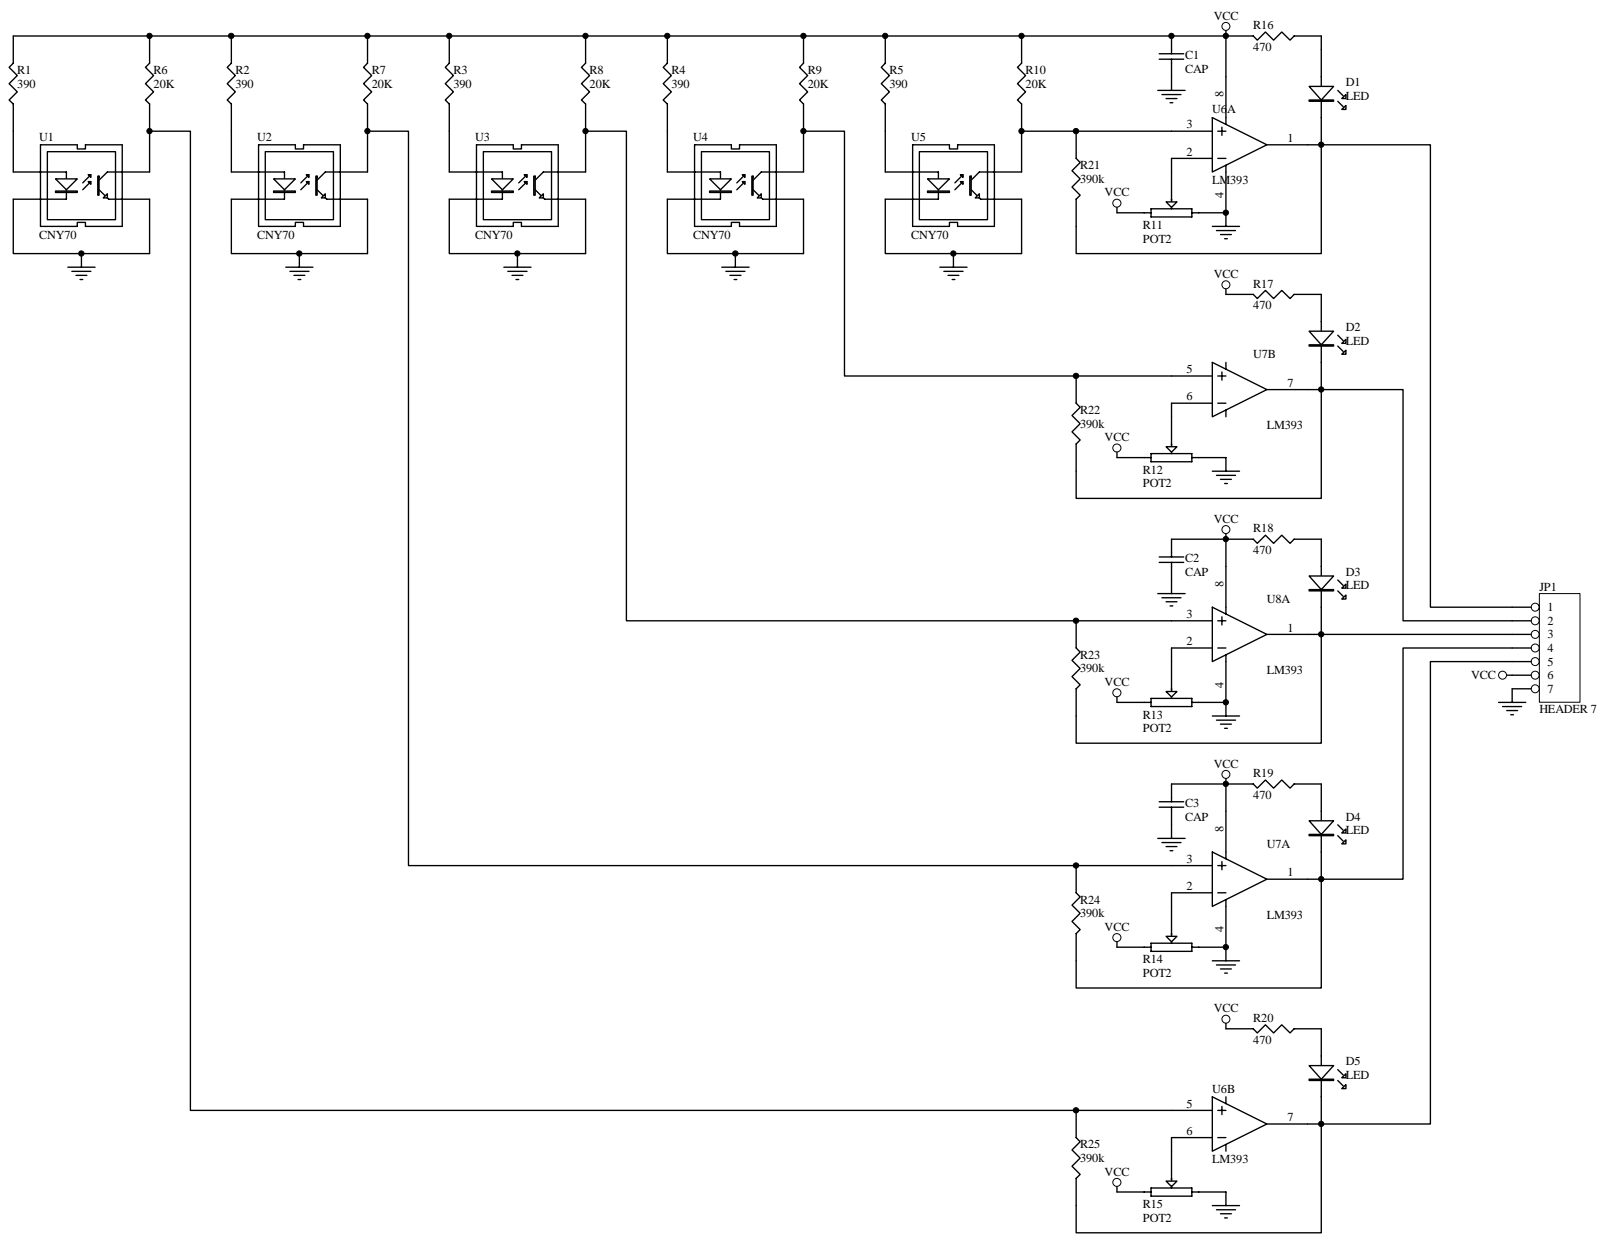 VCC
R16
470
R1
390
R6
20K
R2
390
R7
20K
R3
390
R8
20K
R4
390
R9
20K
R5
390
R10
20K
C1
CAP
D1
LED
8
U6A
U1
U2
U3
U4
U5
3
2
1
R21
390k
LM393
4
VCC
R11
POT2
CNY70
CNY70
CNY70
CNY70
CNY70
VCC
R17
470
D2
LED
U7B
5
6
7
R22
390k
LM393
VCC
R12
POT2
VCC
R18
470
C2
CAP
8
D3
LED
U8A
3
2
1
R23
390k
LM393
4
VCC
R13
POT2
JP1
1
2
3
4
5
VCC
6
7
HEADER 7
VCC
R19
470
C3
CAP
8
D4
LED
U7A
3
2
1
R24
390k
LM393
4
VCC
R14
POT2
VCC
R20
470
D5
LED
U6B
5
6
7
R25
390k
LM393
VCC
R15
POT2